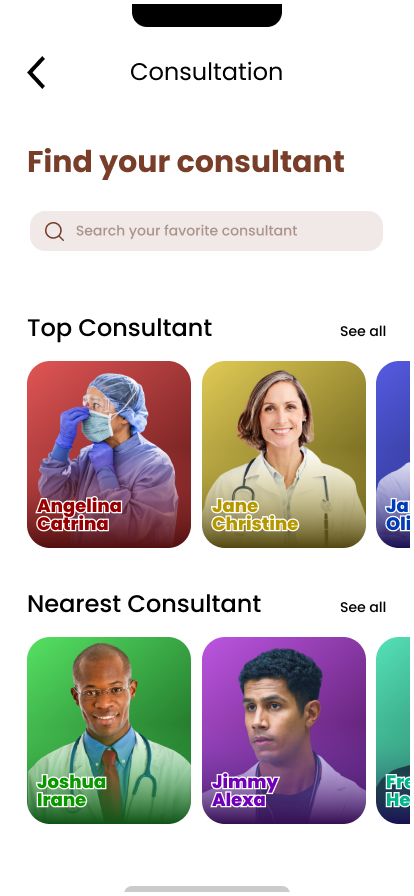 Consultation
Find your consultant
Search your favorite consultant
Top Consultant
See all
Angelina
Catrina
Jane
Christine
Ja
Oli
Nearest Consultant
See all
Joshua
Irane
Jimmy
Alexa
Fre
He